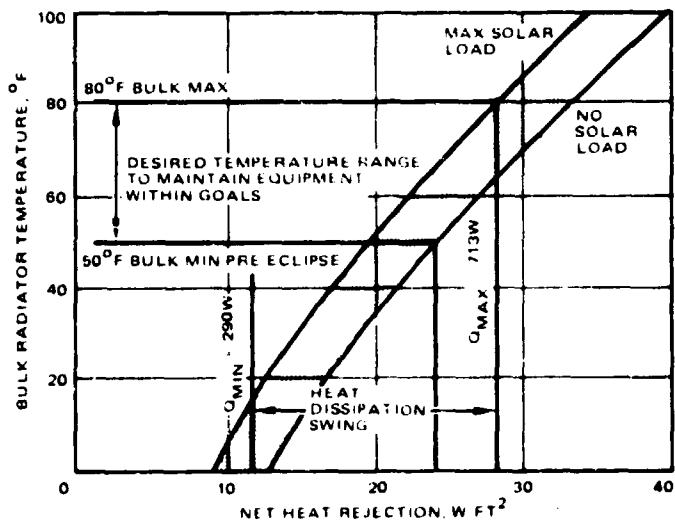 100
80
60
40
20
0
BULK RADIATOR TEMPERATURE, °F
MAX SOLAR
LOAD
80°F BULK MAX
NO
SOLAR
LOAD
DESIRED TEMPERATURE RANGE
TO MAINTAIN EQUIPMENT
WITHIN GOALS
50°F BULK MIN PRE ECLIPSE
QMIN - 290W
QMAX 713W
HEAT
DISSIPATION
SWING
10
20
30
40
NET HEAT REJECTION, W FT²